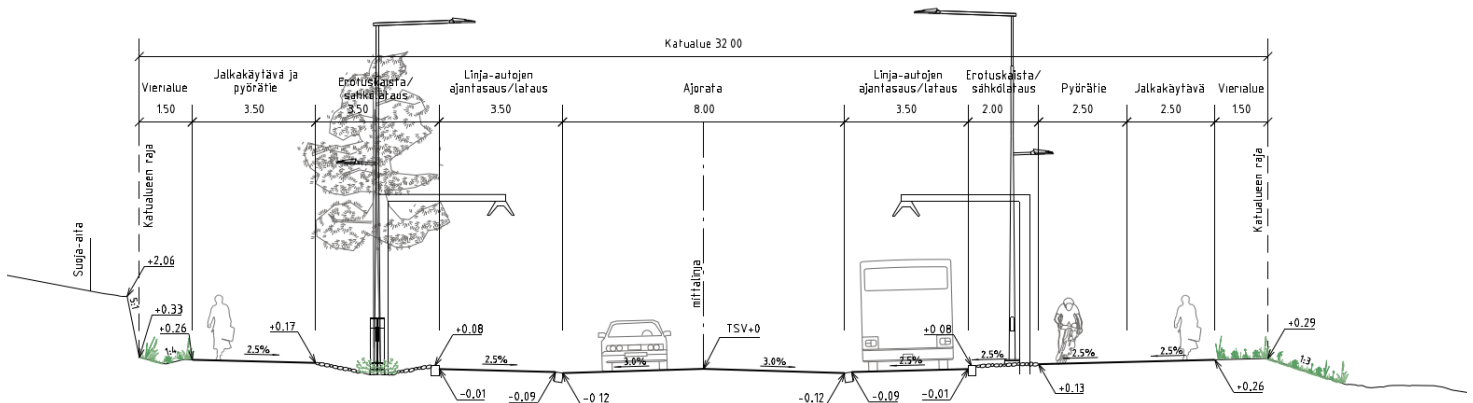 Katualue 32 00
Vierialue
1.50
Jalkakäytävä ja
pyörätie
3.50
Erotuskaista/
sähkölataus
3.50
Linja-autojen
ajantasaus/lataus
3.50
Ajorata
8.00
Linja-autojen
ajantasaus/lataus
3.50
Erotuskaista/
sähkölataus
2.00
Pyörätie
2.50
Jalkakäytävä
2.50
Vierialue
1.50
Suoja-aita
Katualueen raja
mittalinja
Katualueen raja
+2.06
5:1
+0.33
+0.26
1:4
2.5%
+0.17
+0.08
2.5%
3.0%
TSV+0
3.0%
2.5%
+0 08
2.5%
2.5%
2.5%
+0.29
1:3
-0.01
-0.09
-0 12
-0.12
-0.09
-0.01
+0.13
+0.26